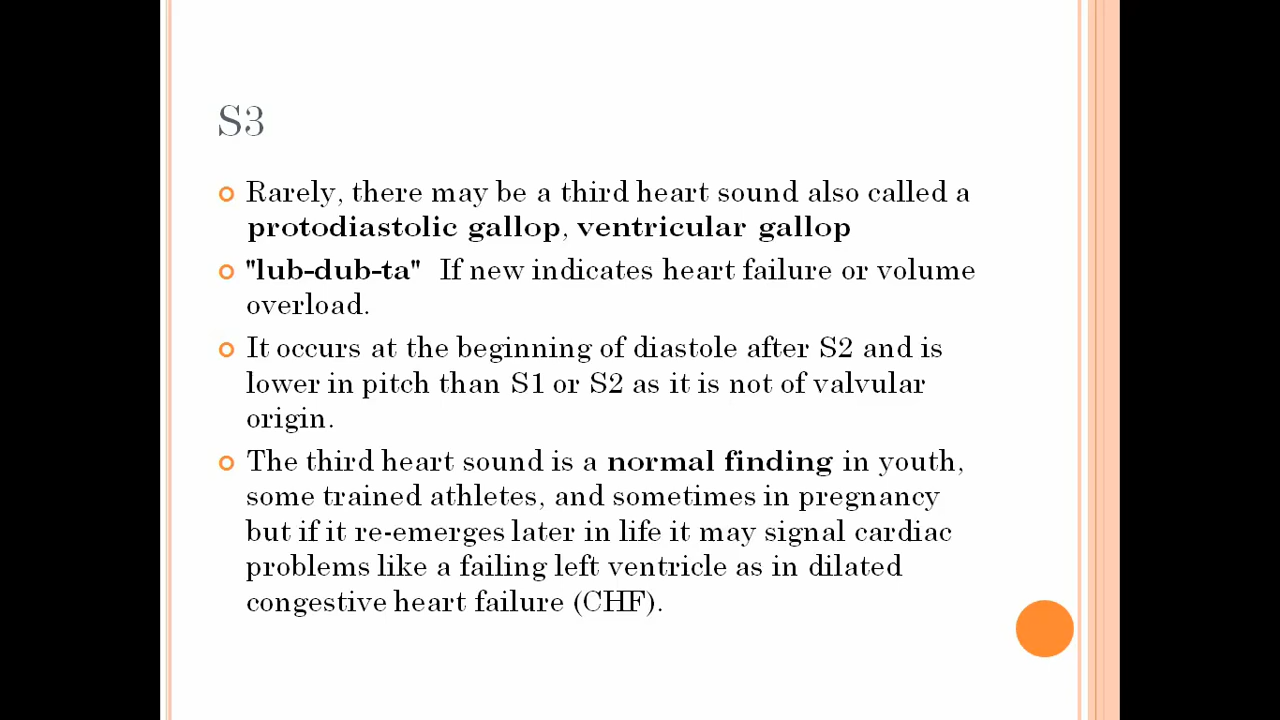 S3
Rarely, there may be a third heart sound also called a
protodiastolic gallop, ventricular gallop
"lub-dub-ta" If new indicates heart failure or volume
overload.
It occurs at the beginning of diastole after S2 and is
lower in pitch than S1 or S2 as it is not of valvular
origin.
The third heart sound is a normal finding in youth,
some trained athletes, and sometimes in pregnancy
but if it re-emerges later in life it may signal cardiac
problems like a failing left ventricle as in dilated
congestive heart failure (CHF).